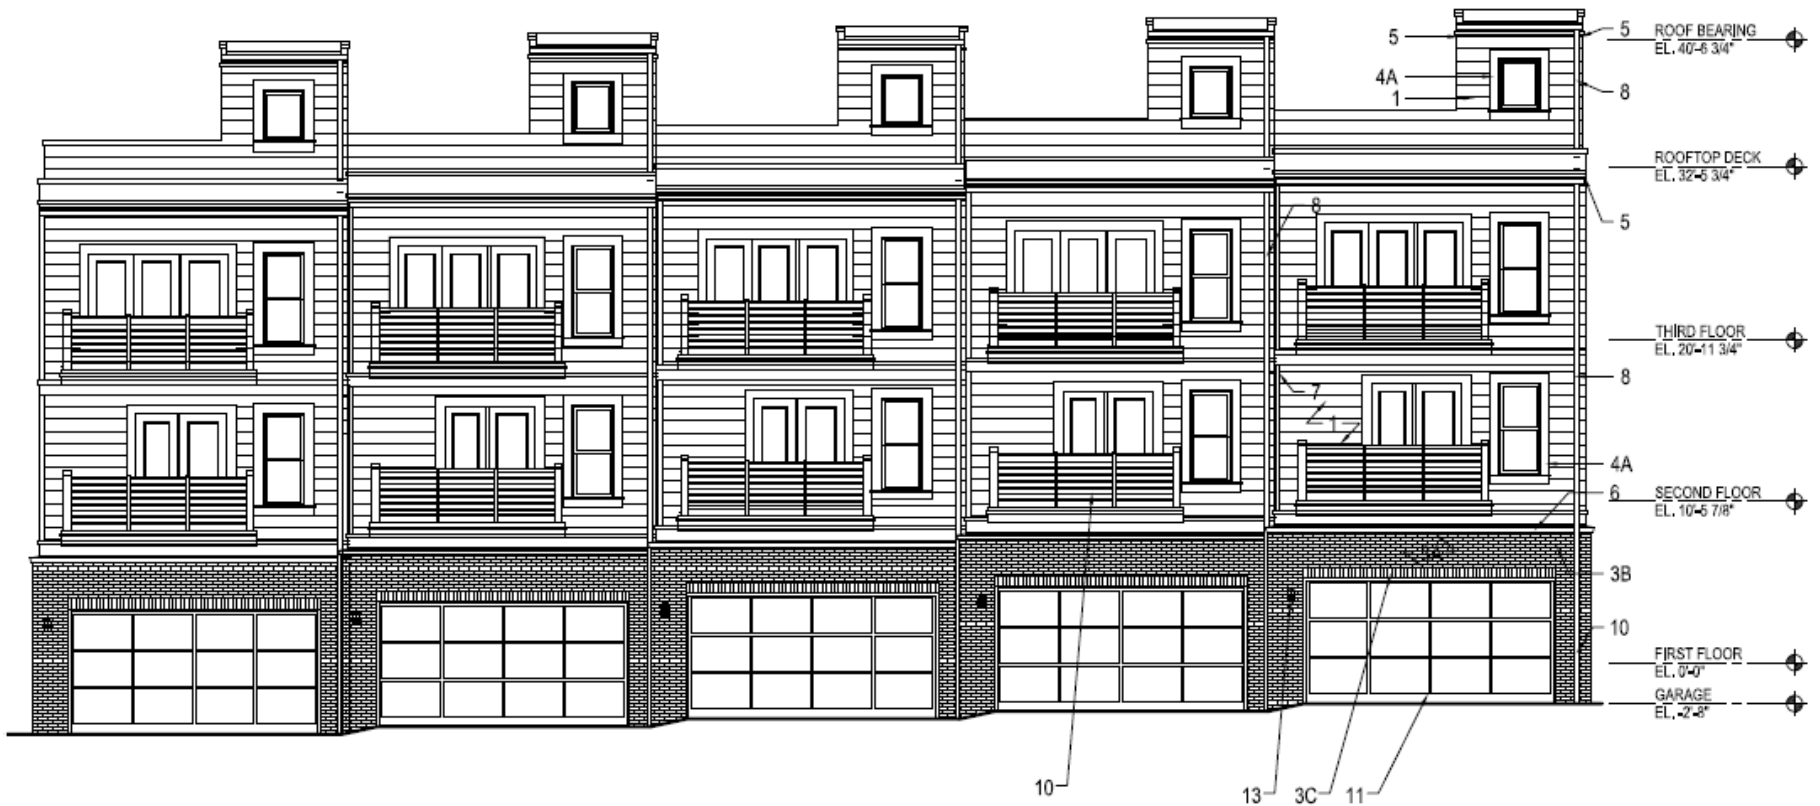 5
5
ROOF BEARING
EL. 40'-6 3/4"
4A
1
8
ROOFTOP DECK
EL. 32'-5 3/4"
8
5
THIRD FLOOR
EL. 20'-11 3/4"
8
7
1
4A
6
SECOND FLOOR
EL. 10'-5 7/8"
3B
10
FIRST FLOOR
EL. 0'-0"
GARAGE
EL. -2'-8"
10
13
3C
11